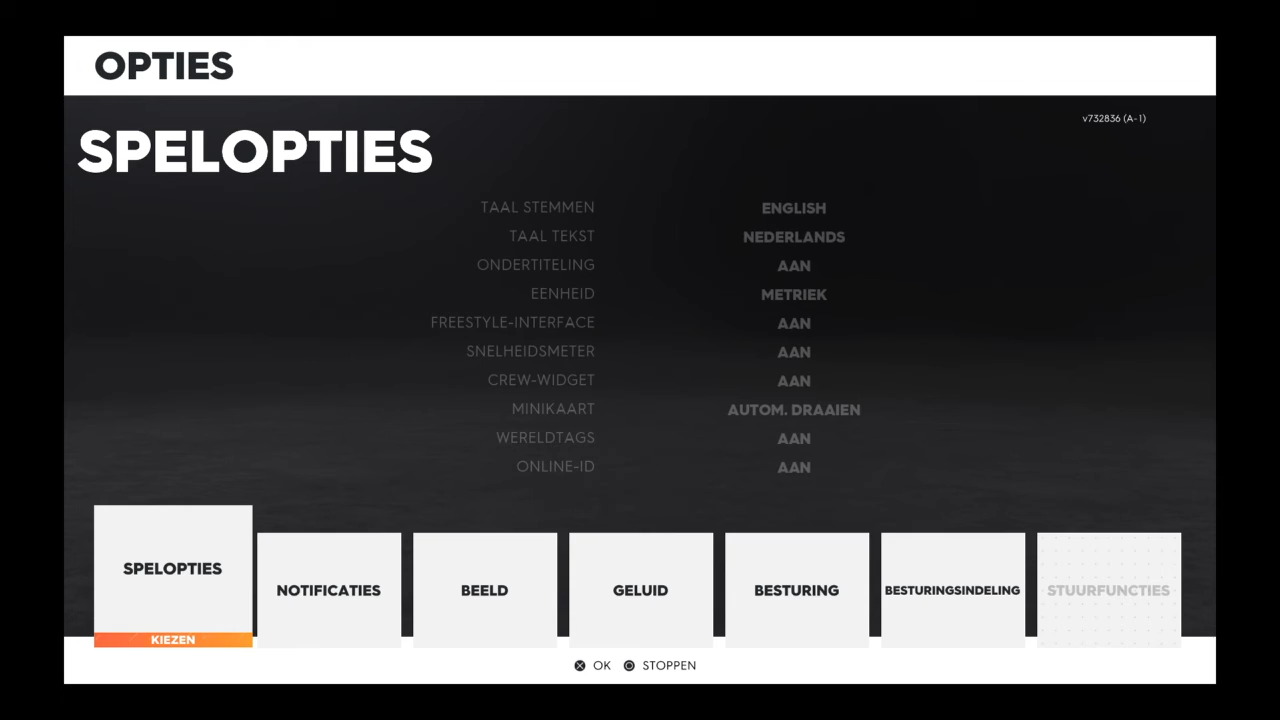 OPTIES
v732836 (A-1)
SPELOPTIES
TAAL STEMMEN ENGLISH
TAAL TEKST NEDERLANDS
ONDERTITELING AAN
EENHEID METRIEK
FREESTYLE-INTERFACE AAN
SNELHEIDSMETER AAN
CREW-WIDGET AAN
MINIKAART AUTOM. DRAAIEN
WERELDTAGS AAN
ONLINE-ID AAN
SPELOPTIES
NOTIFICATIES
BEELD
GELUID
BESTURING
BESTURINGSINDELING
STUURFUNCTIES
KIEZEN
OK STOPPEN